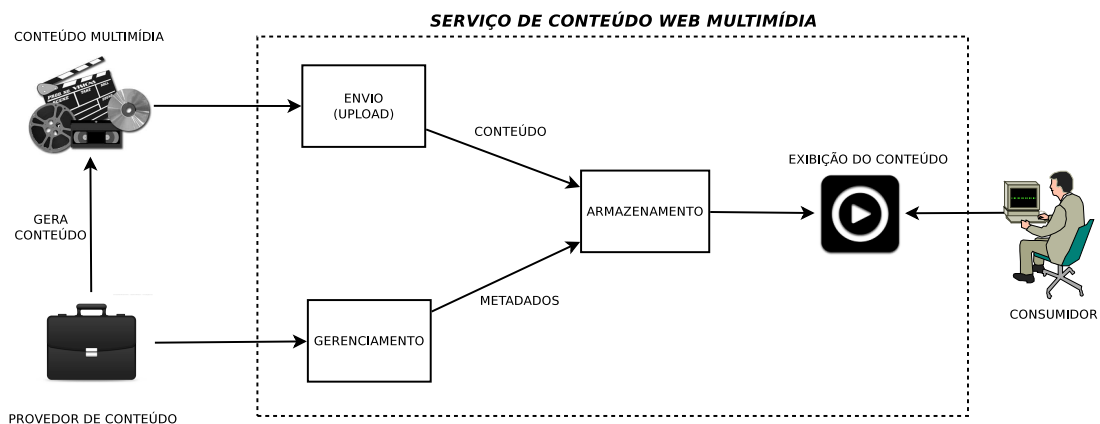 SERVIÇO DE CONTEÚDO WEB MULTIMÍDIA
CONTEÚDO MULTIMÍDIA
ENVIO
(UPLOAD)
CONTEÚDO
EXIBIÇÃO DO CONTEÚDO
ARMAZENAMENTO
GERA
CONTEÚDO
METADADOS
GERENCIAMENTO
CONSUMIDOR
PROVEDOR DE CONTEÚDO